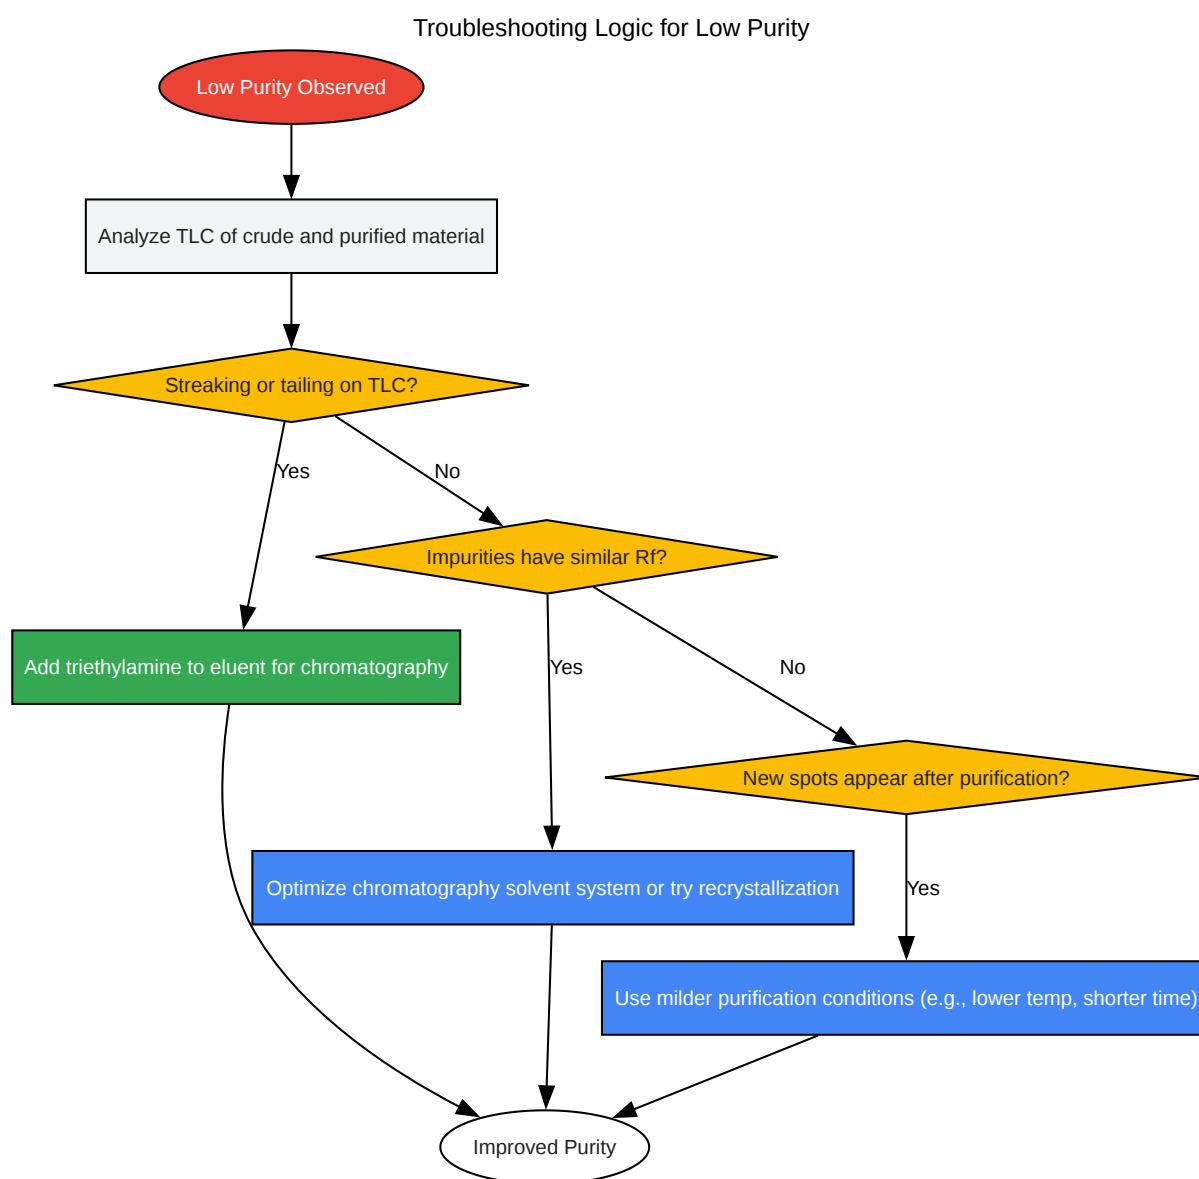 Troubleshooting Logic for Low Purity
Low Purity Observed
Analyze TLC of crude and purified material
Streaking or tailing on TLC?
Yes
No
Impurities have similar Rf?
Add triethylamine to eluent for chromatography
Yes
No
New spots appear after purification?
Optimize chromatography solvent system or try recrystallization
Yes
Use milder purification conditions (e.g., lower temp, shorter time)
Improved Purity